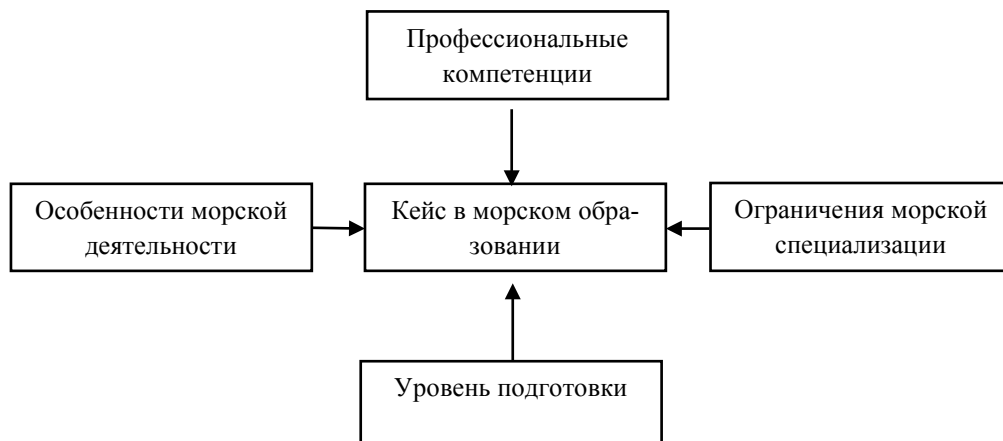 Профессиональные
компетенции
Особенности морской
деятельности
Кейс в морском обра-
зовании
Ограничения морской
специализации
Уровень подготовки